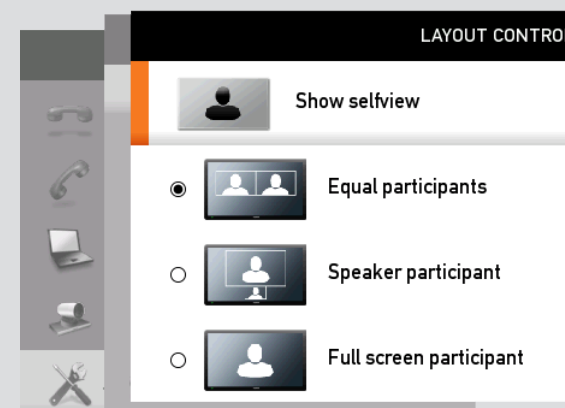 LAYOUT CONTRO
Show selfview
Equal participants
Speaker participant
Full screen participant